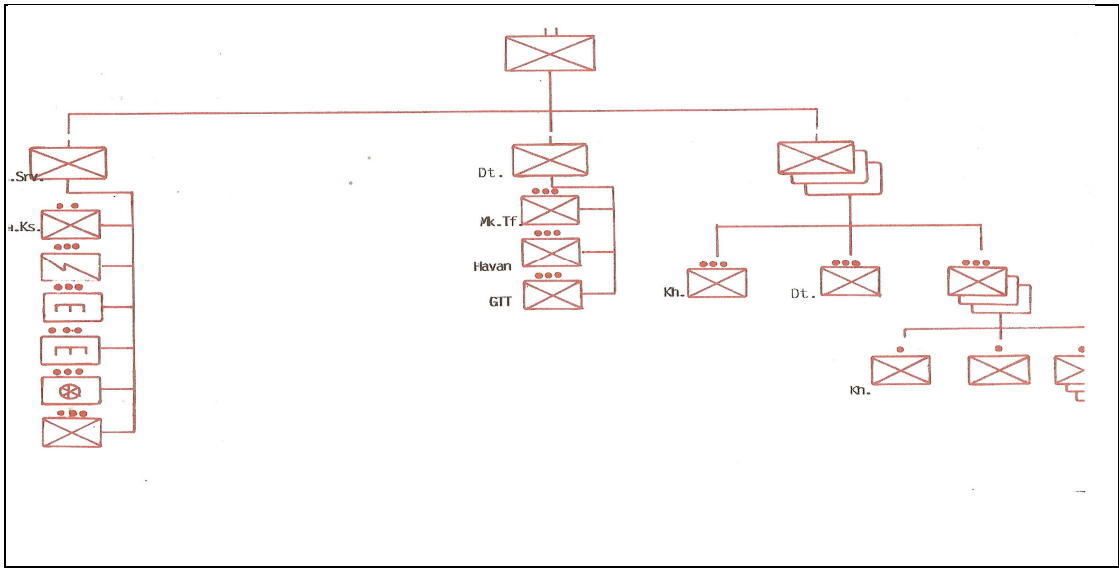 .Srv.
.Ks.
Dt.
Mk.Tf.
Havan
GTT
Kh.
Dt.
Kh.